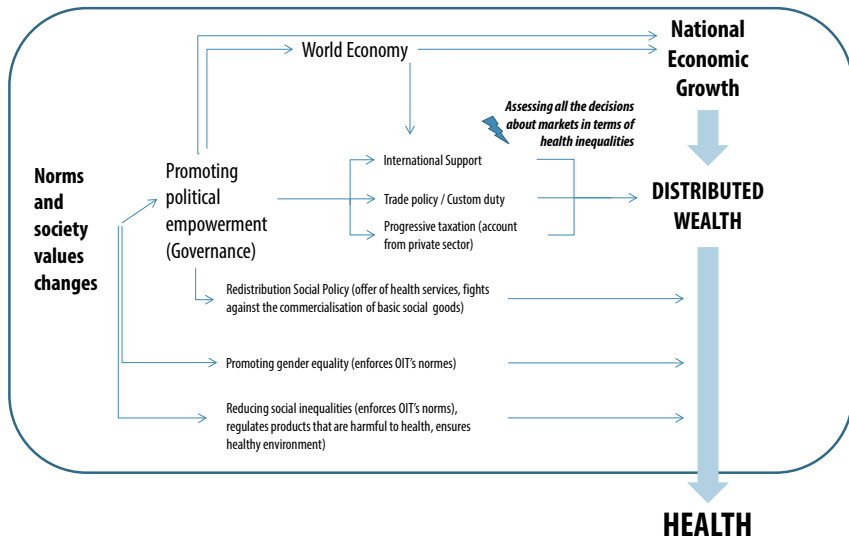 National
Economic
Growth
World Economy
Assessing all the decisions
about markets in terms of
health inequalities
Norms
and
society
values
changes
Promoting
political
empowerment
(Governance)
International Support
Trade policy / Custom duty
Progressive taxation (account
from private sector)
DISTRIBUTED
WEALTH
Redistribution Social Policy (offer of health services, fights
against the commercialisation of basic social goods)
Promoting gender equality (enforces OIT's normes)
Reducing social inequalities (enforces OIT's norms),
regulates products that are harmful to health, ensures
healthy environment)
HEALTH